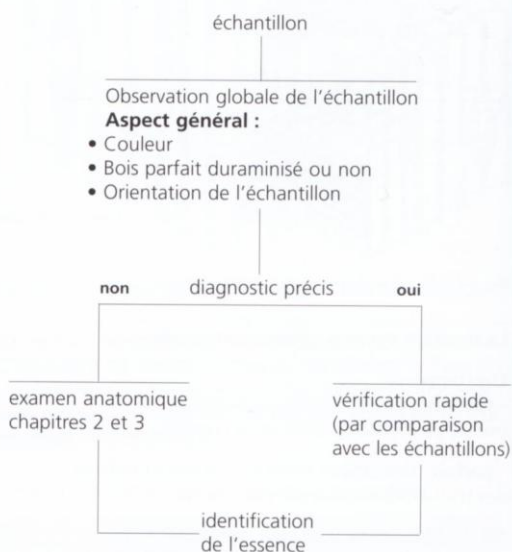 échantillon
Observation globale de l'échantillon
Aspect général :
• Couleur
• Bois parfait duraminisé ou non
• Orientation de l'échantillon
non diagnostic précis oui
examen anatomique
chapitres 2 et 3
vérification rapide
(par comparaison
avec les échantillons)
identification
de l'essence